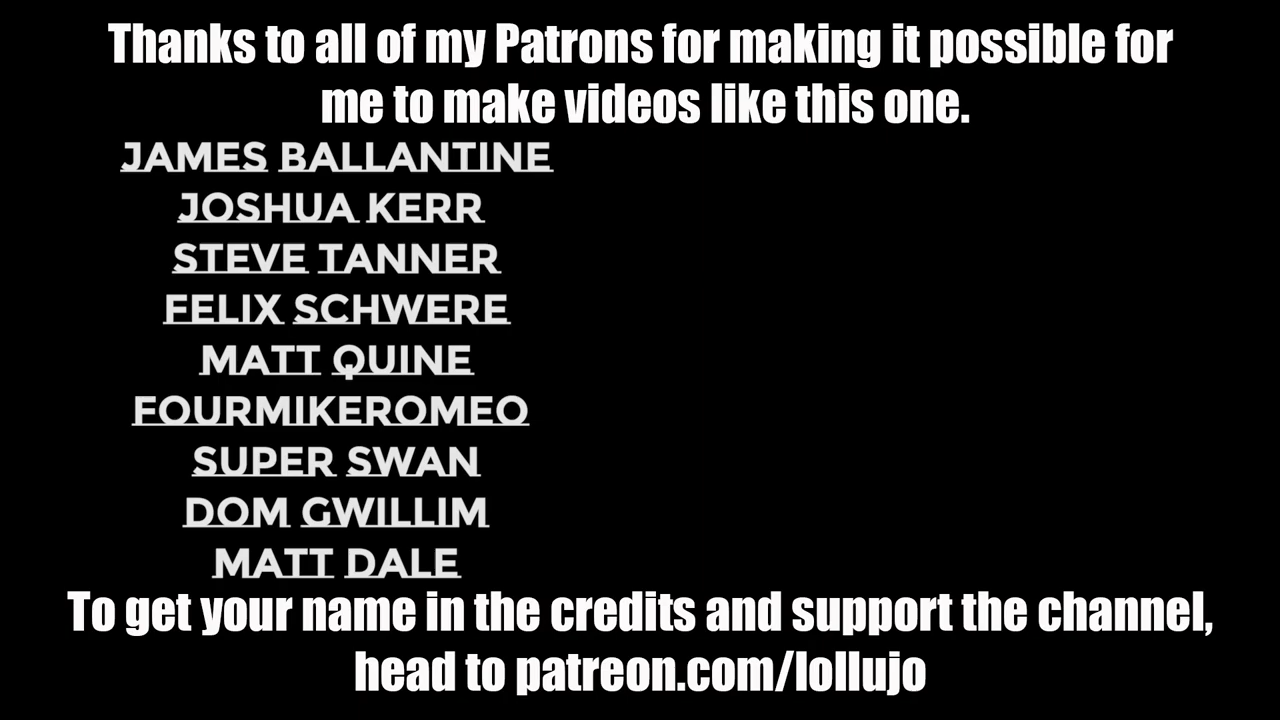 Thanks to all of my Patrons for making it possible for
me to make videos like this one.
JAMES BALLANTINE
JOSHUA KERR
STEVE TANNER
FELIX SCHWERE
MATT QUINE
FOURMIKEROMEO
SUPER SWAN
DOM GWILLIM
MATT DALE
To get your name in the credits and support the channel,
head to patreon.com/lollujo